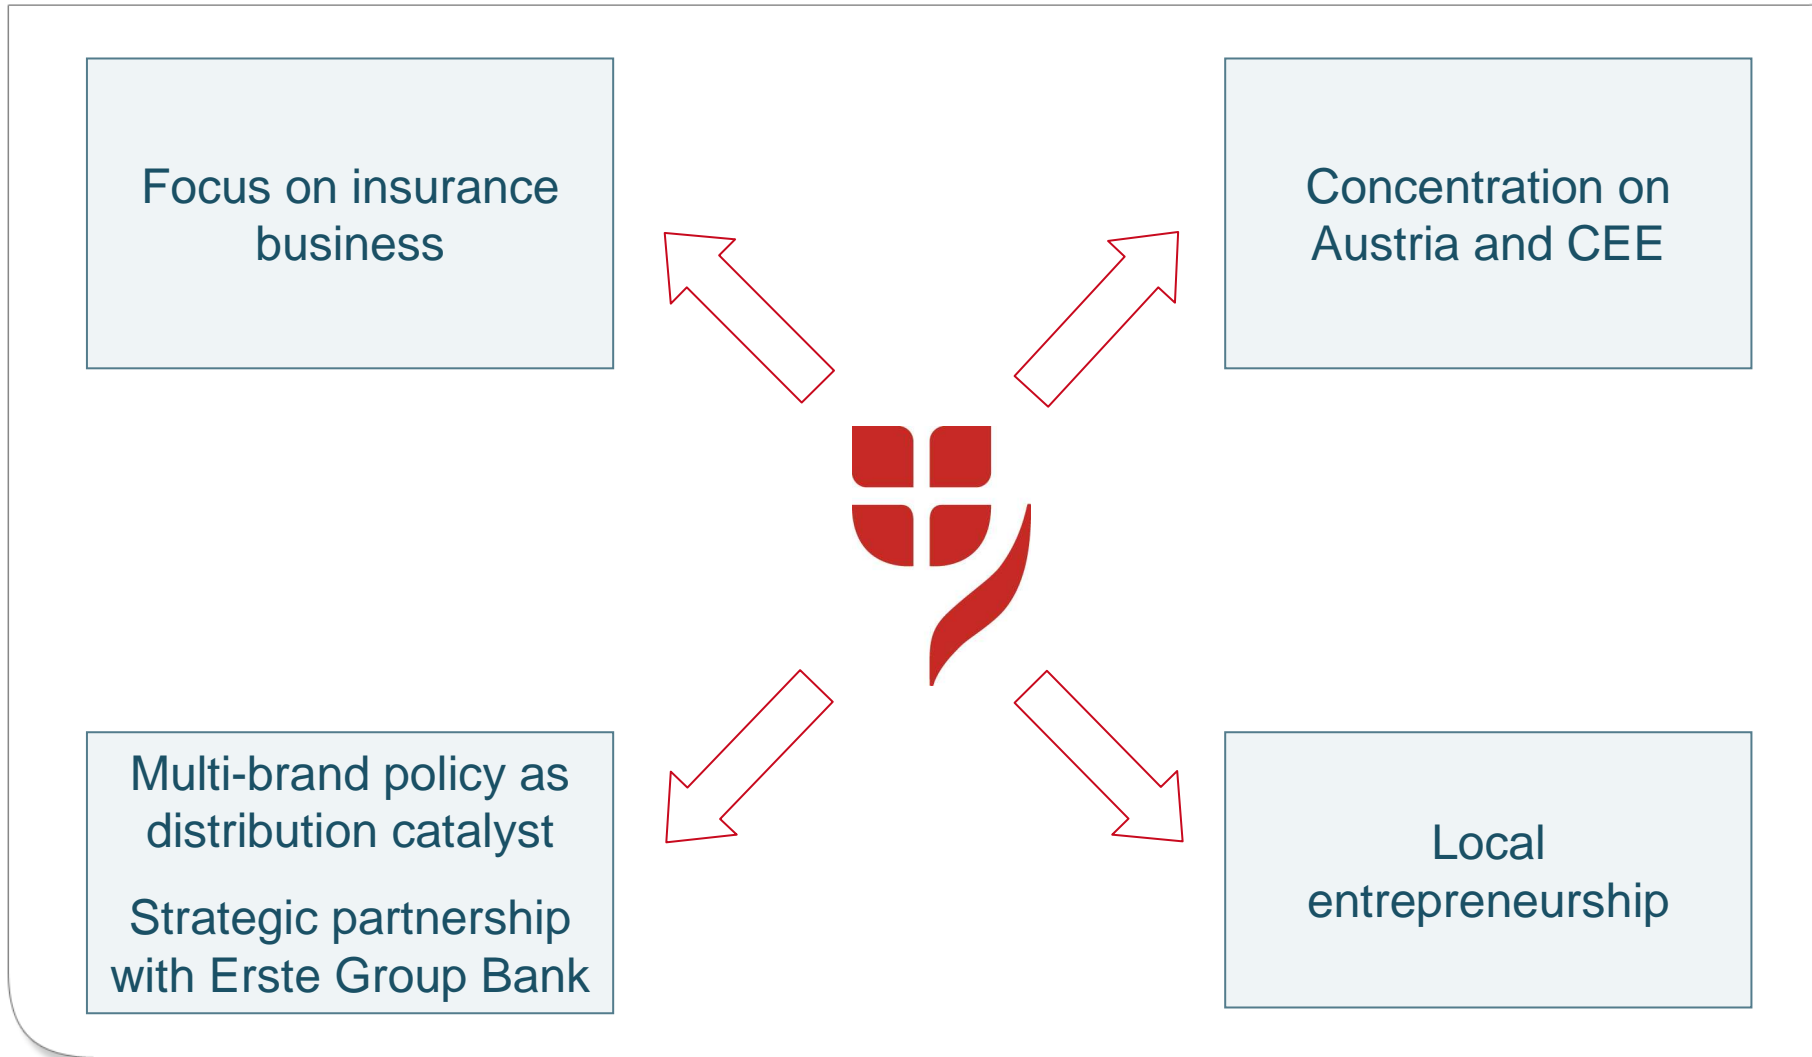 Focus on insurance
business
Concentration on
Austria and CEE
Multi-brand policy as
distribution catalyst
Strategic partnership
with Erste Group Bank
Local
entrepreneurship